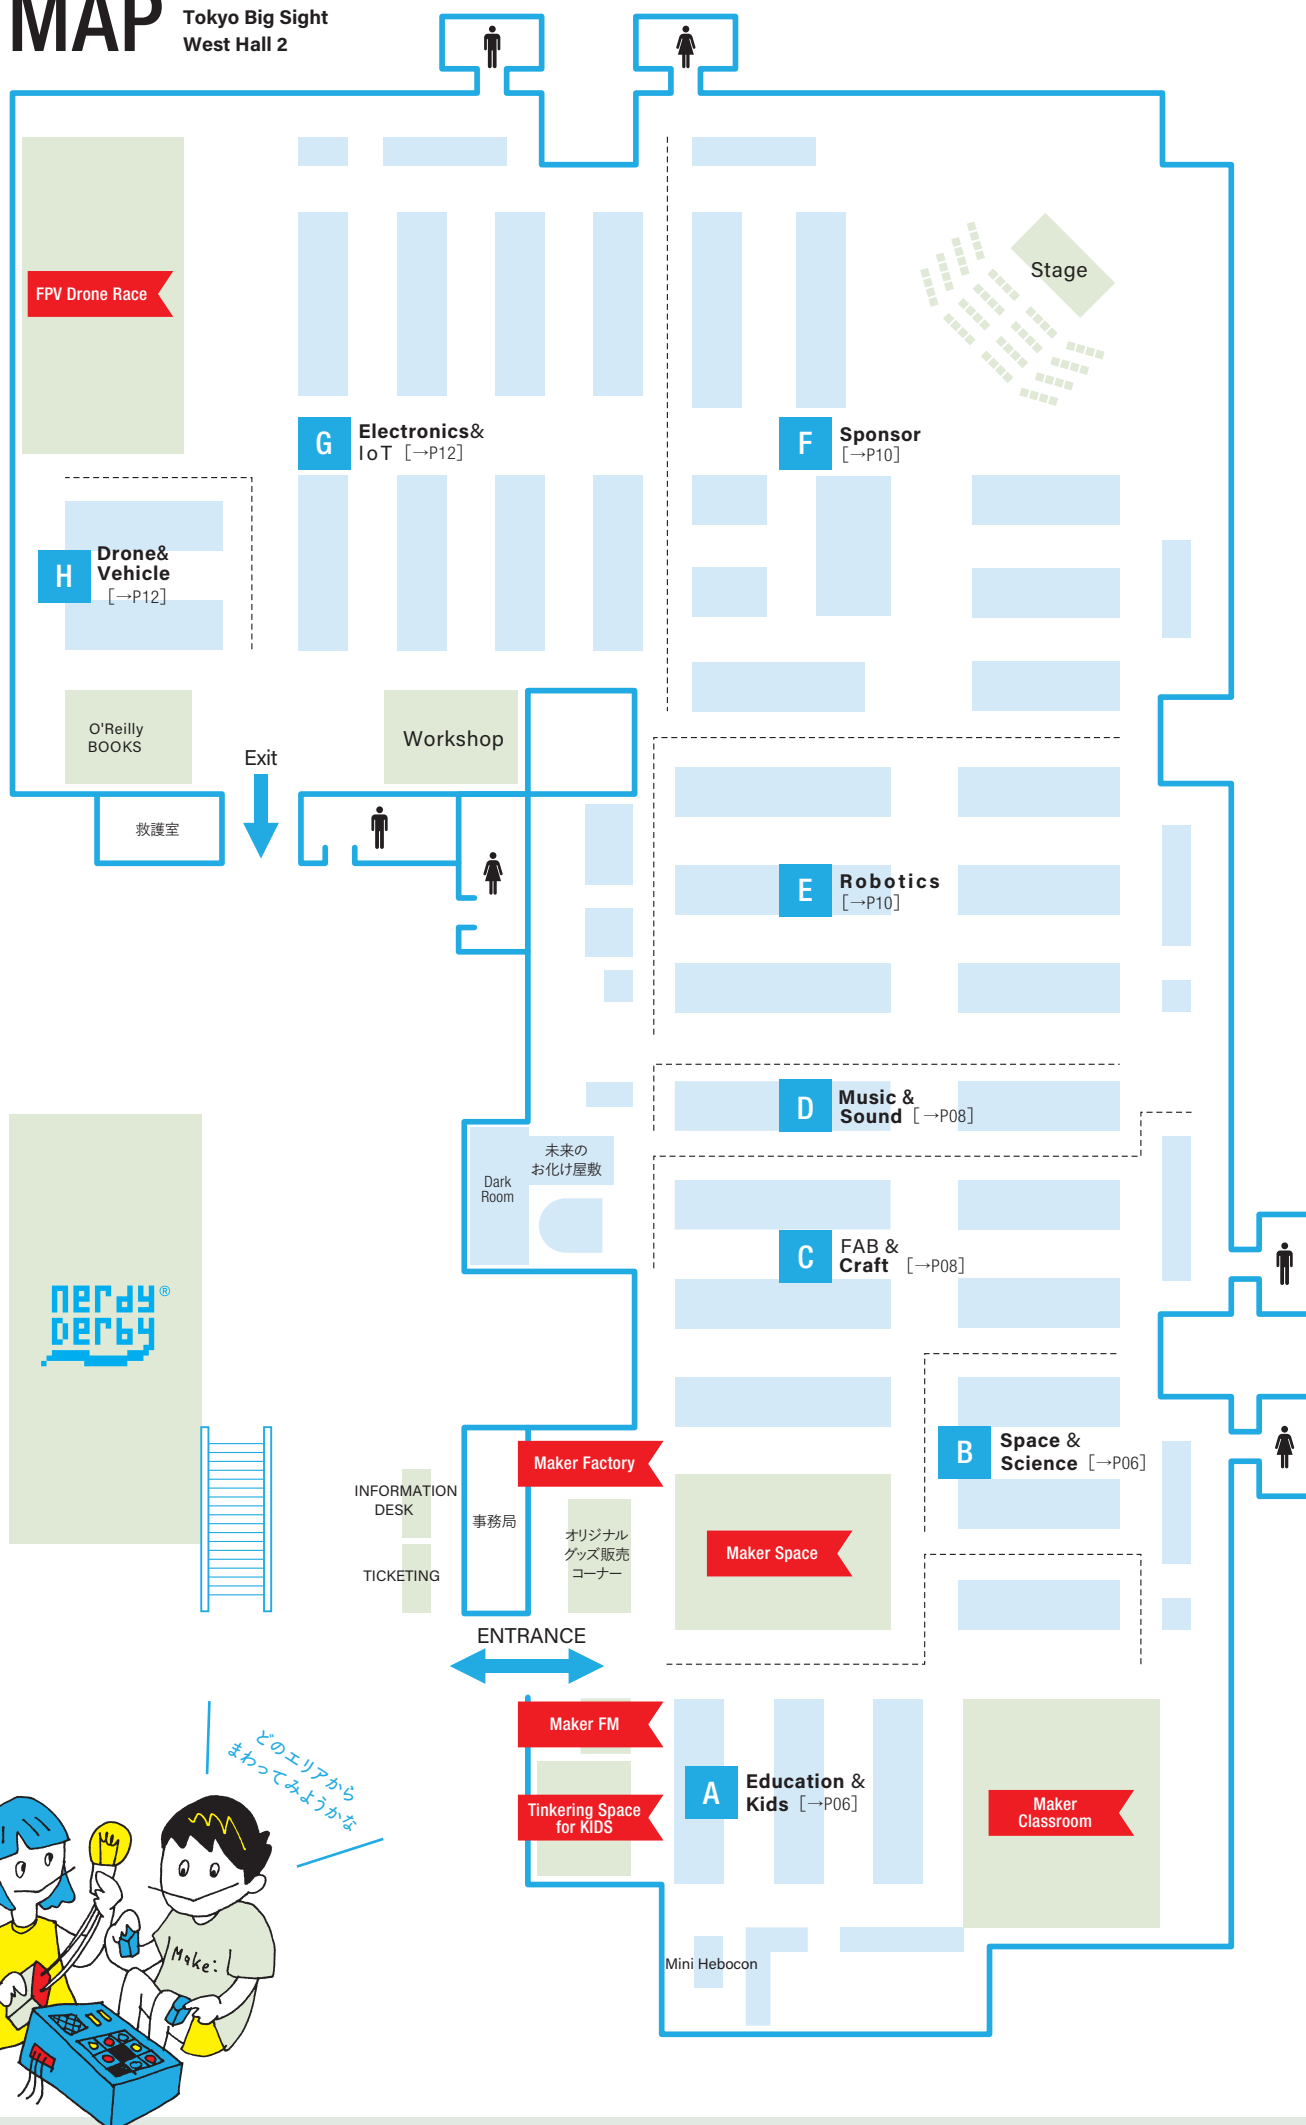 MAP
Tokyo Big Sight
West Hall 2
FPV Drone Race
Stage
G
Electronics&
IoT [→P12]
F
Sponsor
[→P10]
H
Drone&
Vehicle
[→P12]
O'Reilly
BOOKS
Workshop
Exit
救護室
E
Robotics
[→P10]
D
Music &
Sound [→P08]
未来の
お化け屋敷
Dark
Room
C
FAB &
Craft [→P08]
nerdy®
Derby
B
Space &
Science [→P06]
Maker Factory
INFORMATION
DESK
事務局
オリジナル
グッズ販売
コーナー
Maker Space
TICKETING
ENTRANCE
Maker FM
どのエリアから
まわってみようかな
A
Education &
Kids [→P06]
Tinkering Space
for KIDS
Maker
Classroom
Make:
Mini Hebocon